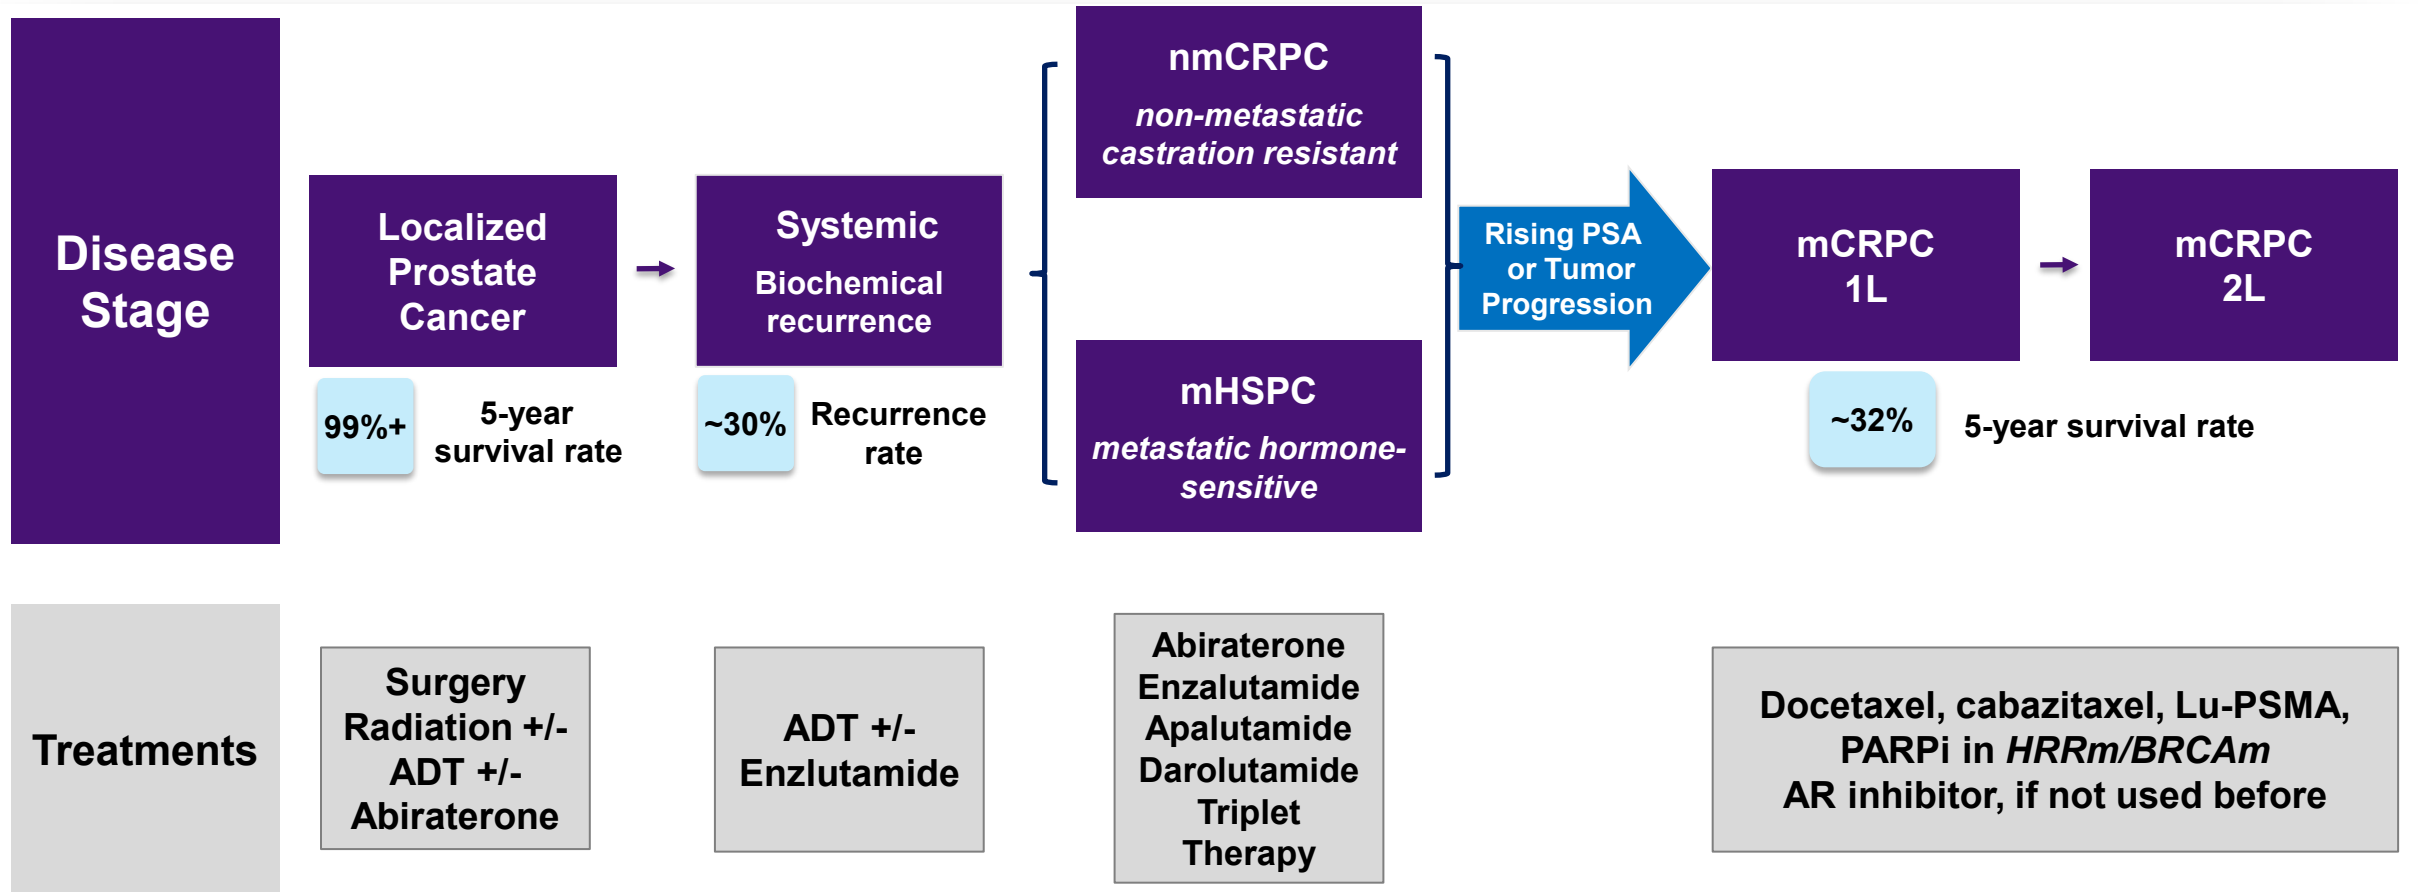 Disease
Stage
Localized
Prostate
Cancer
99%+
5-year
survival rate
Systemic
Biochemical
recurrence
~30%
Recurrence
rate
nmCRPC
non-metastatic
castration resistant
mHSPC
metastatic hormone-
sensitive
Rising PSA
or Tumor
Progression
mCRPC
1L
mCRPC
2L
~32%
5-year survival rate
Treatments
Surgery
Radiation +/-
ADT +/-
Abiraterone
ADT +/-
Enzlutamide
Abiraterone
Enzalutamide
Apalutamide
Darolutamide
Triplet
Therapy
Docetaxel, cabazitaxel, Lu-PSMA,
PARPi in HRRm/BRCAm
AR inhibitor, if not used before